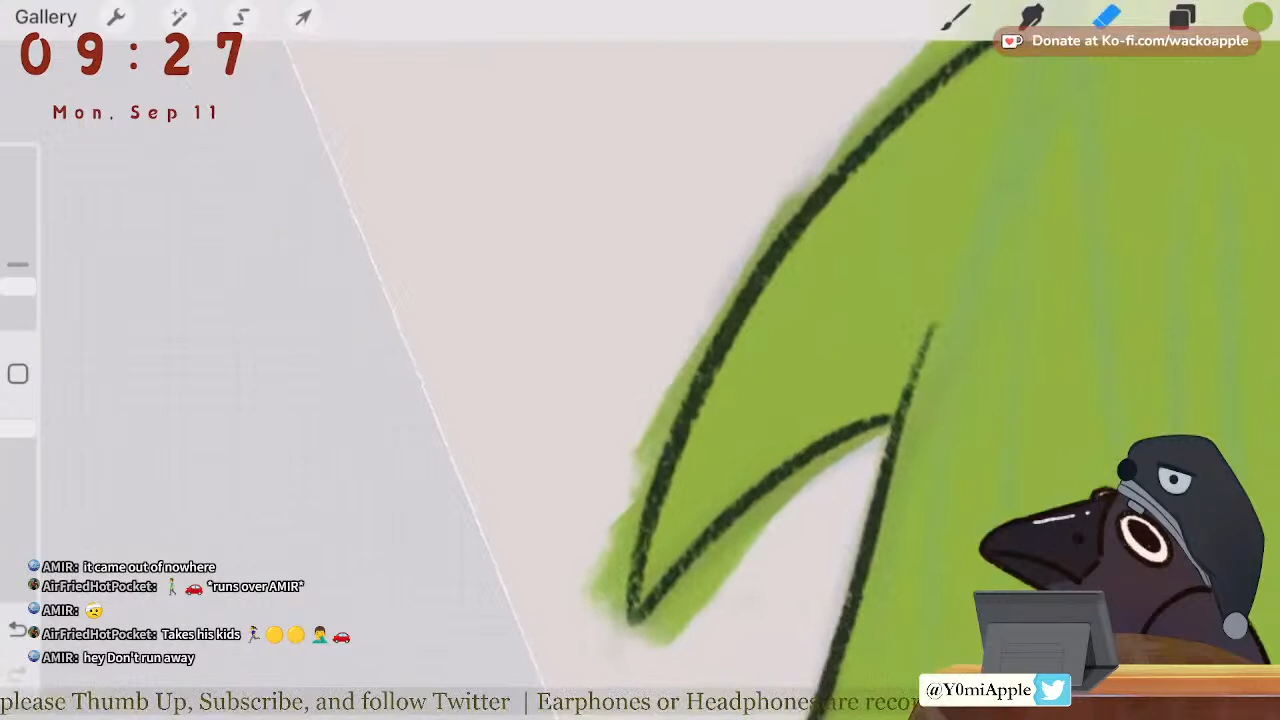 Gallery
Donate at Ko-fi.com/wackoapple
09:27
Mon, Sep 11
AMIR: it came out of nowhere
AirFriedHotPocket: 🚶‍♂️ 🚗 *runs over AMIR*
AMIR: 🤕
AirFriedHotPocket: Takes his kids 🏃‍♀️ 🟡 🟡 🤦‍♂️ 🚗
AMIR: hey Don't run away
@Y0miApple
please Thumb Up, Subscribe, and follow Twitter | Earphones or Headphones are